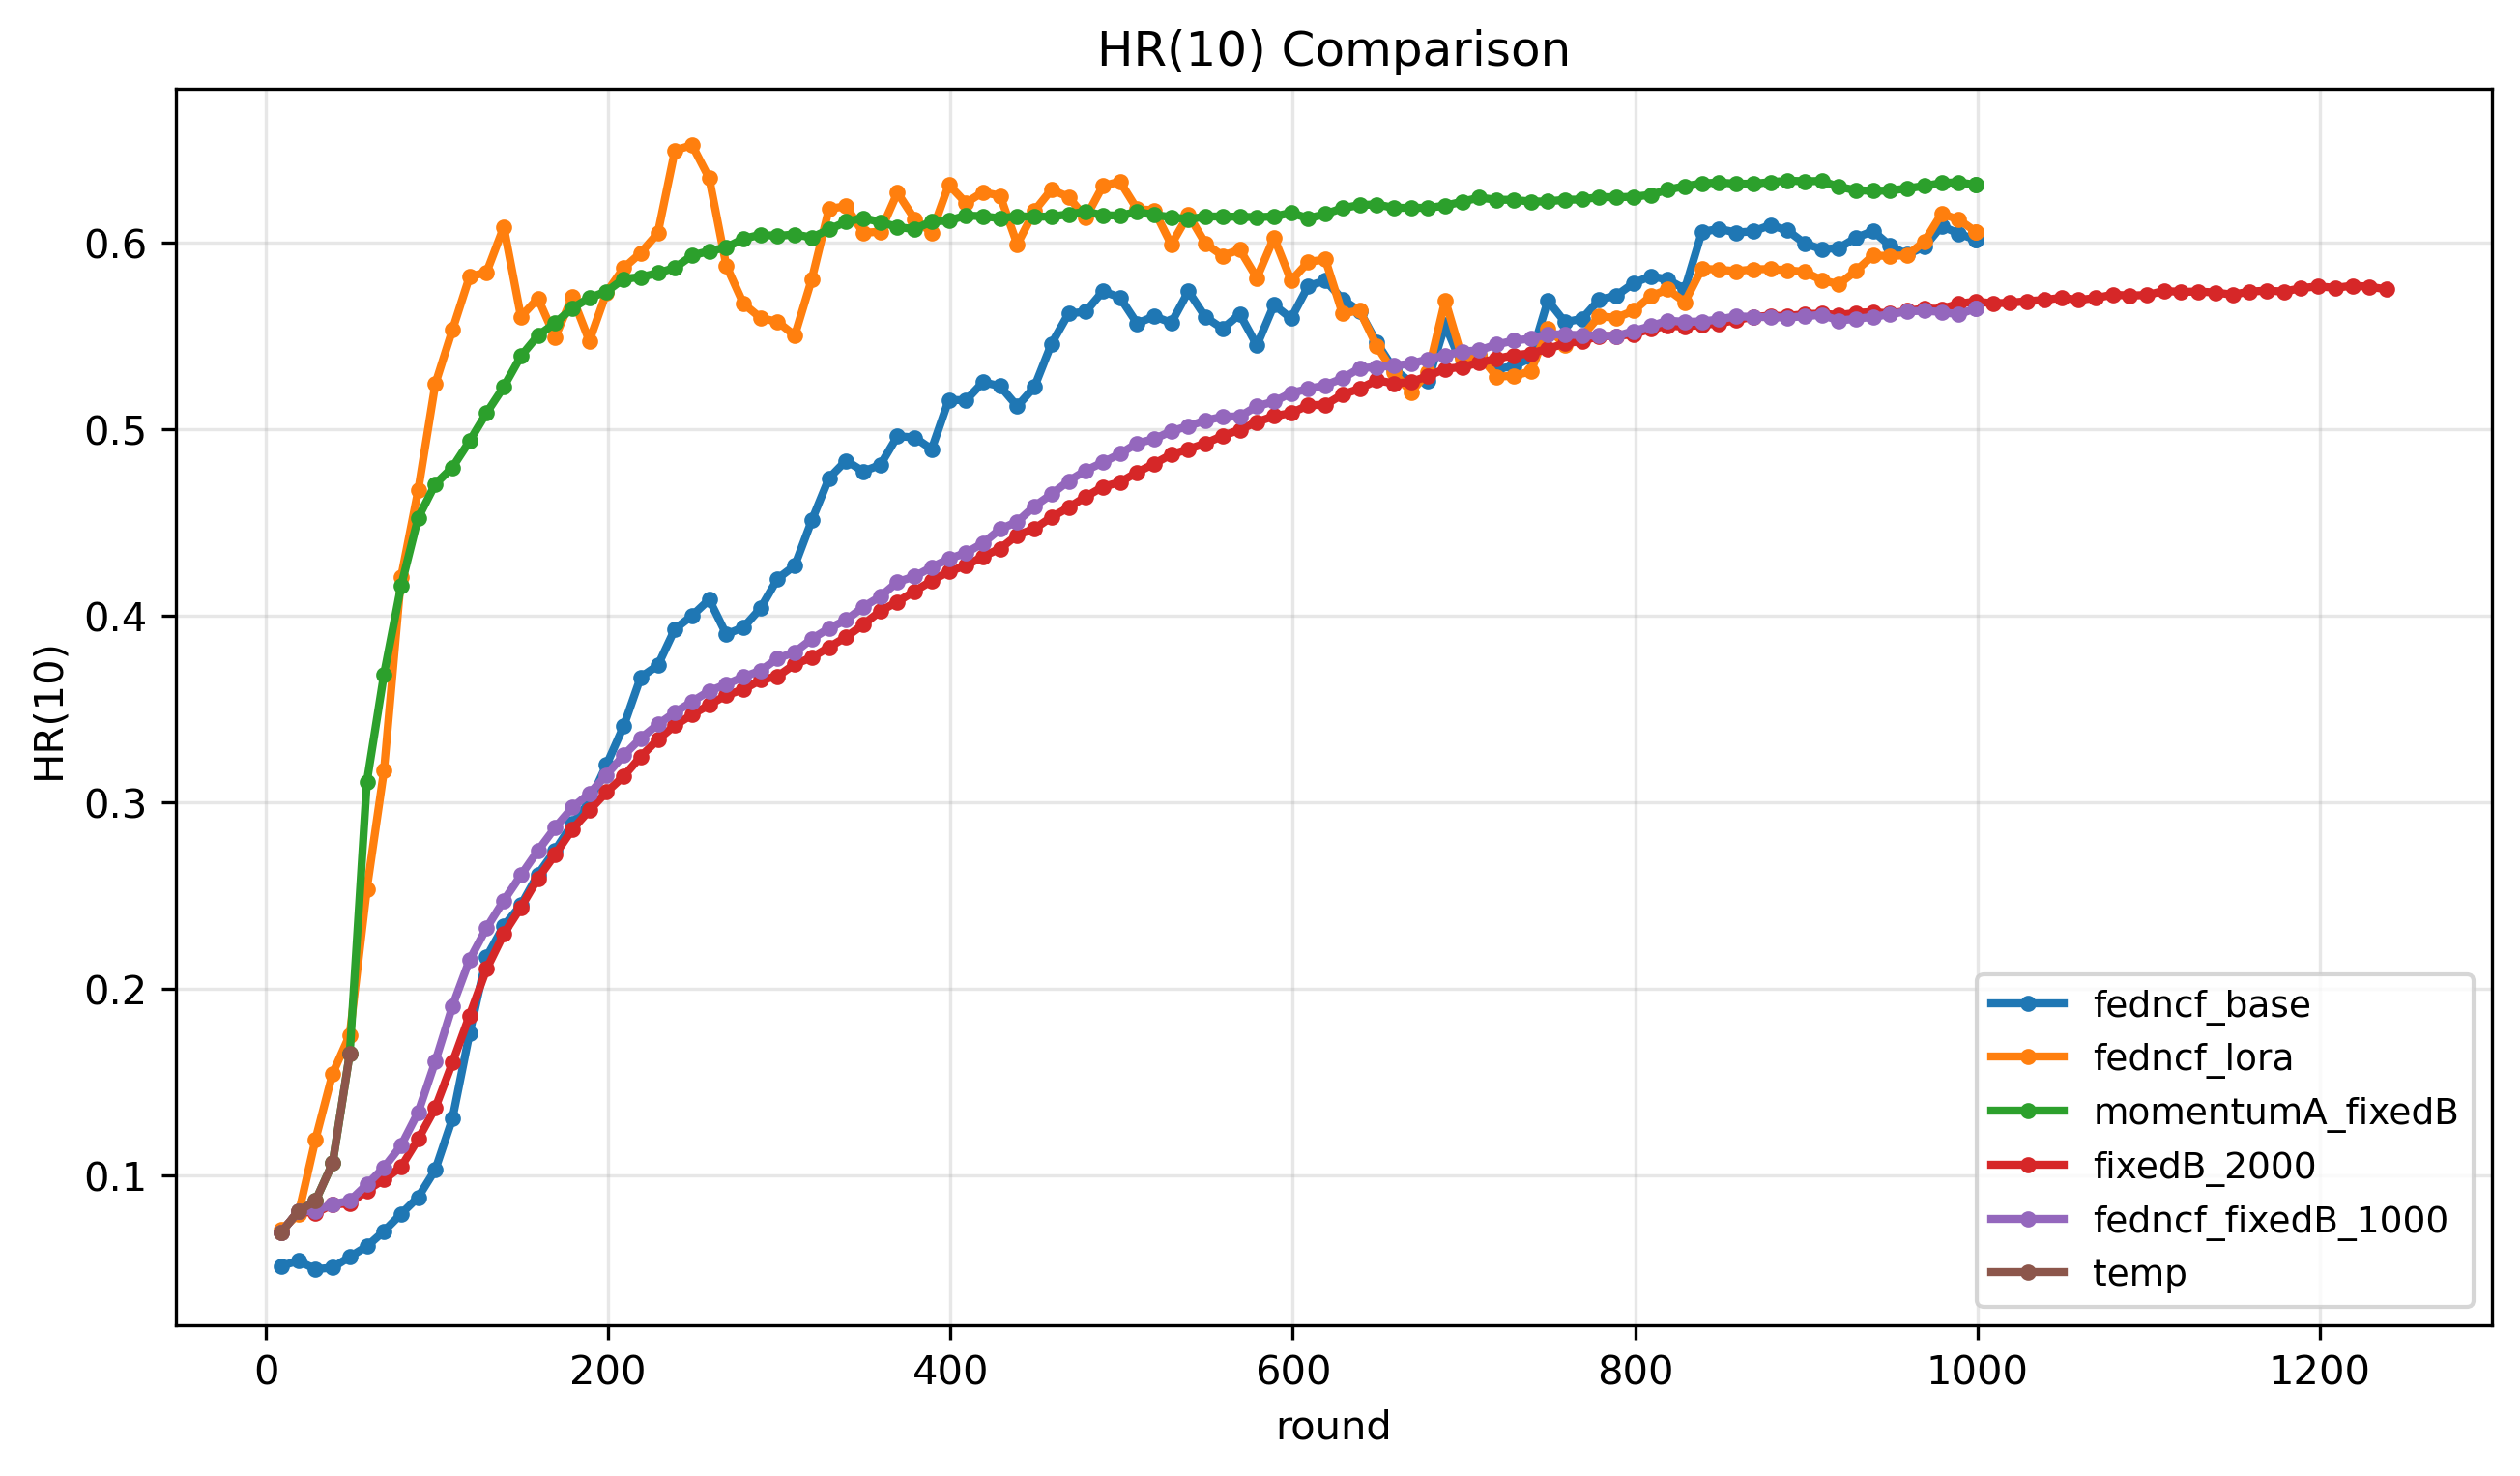 HR(10) Comparison
HR(10)
0.6
0.5
0.4
0.3
0.2
0.1
0 200 400 600 800 1000 1200
round
fedncf_base
fedncf_lora
momentumA_fixedB
fixedB_2000
fedncf_fixedB_1000
temp